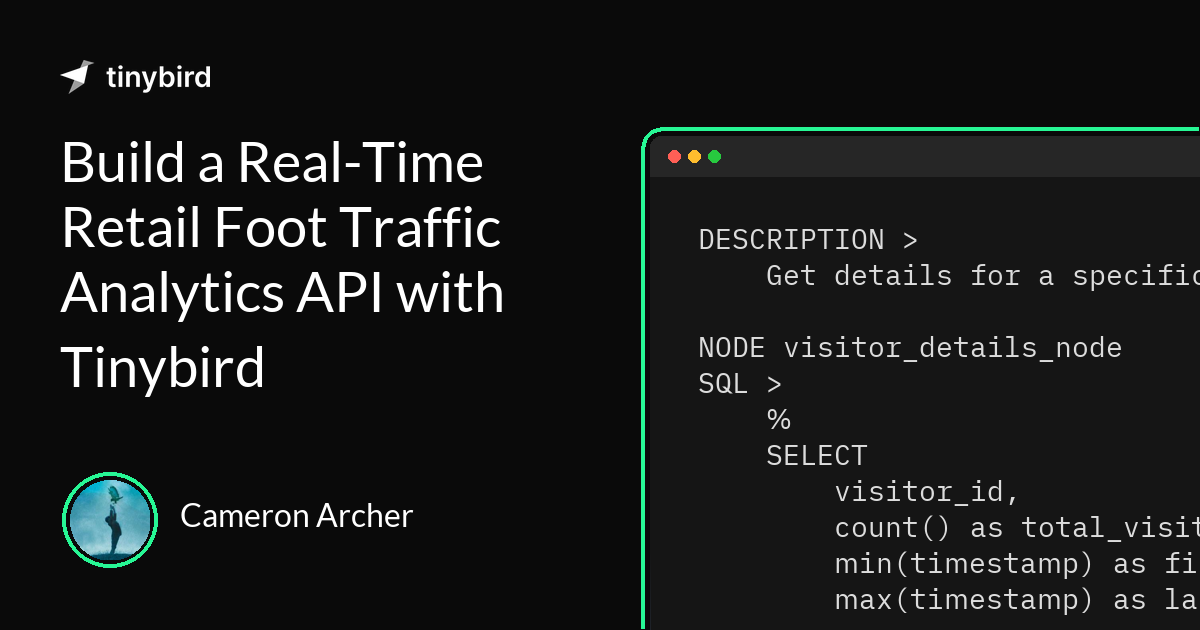 tinybird
Build a Real-Time
Retail Foot Traffic
Analytics API with
Tinybird
Cameron Archer
DESCRIPTION >
Get details for a specific
NODE visitor_details_node
SQL >
%
SELECT
visitor_id,
count() as total_visit
min(timestamp) as fi
max(timestamp) as la